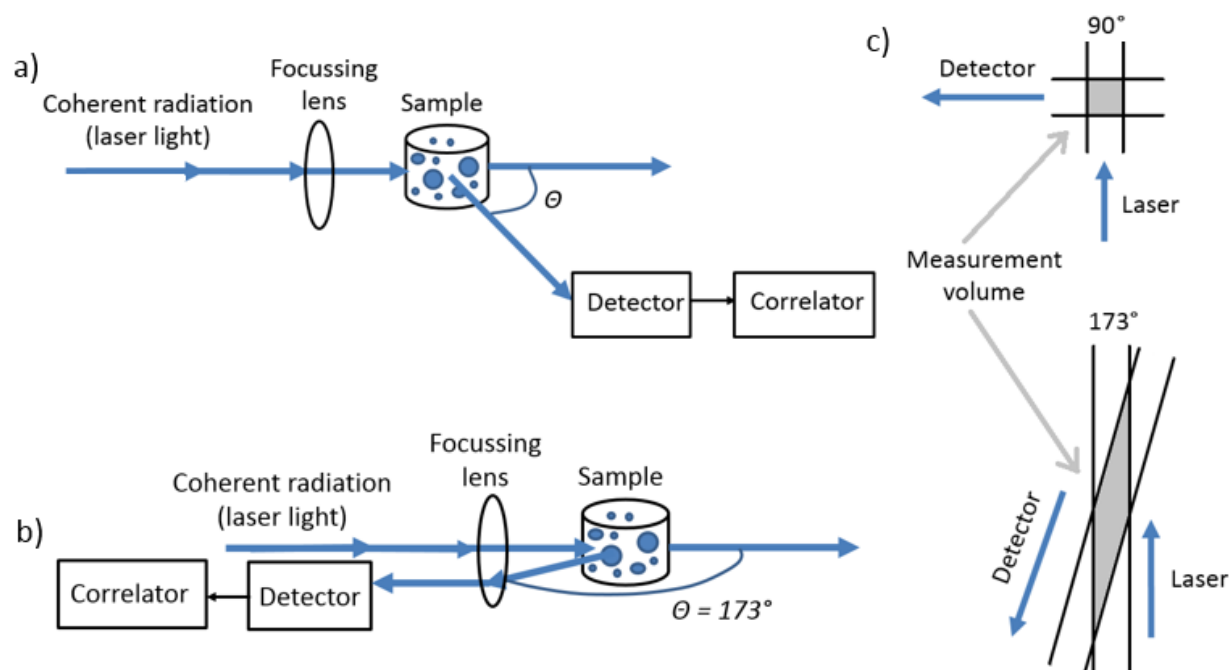 a)
Coherent radiation
(laser light)
Focussing
lens
Sample
Θ
Detector
Correlator
b)
Coherent radiation
(laser light)
Focussing
lens
Sample
Correlator
Detector
Θ = 173°
c)
90°
Detector
Laser
Measurement
volume
173°
Detector
Laser